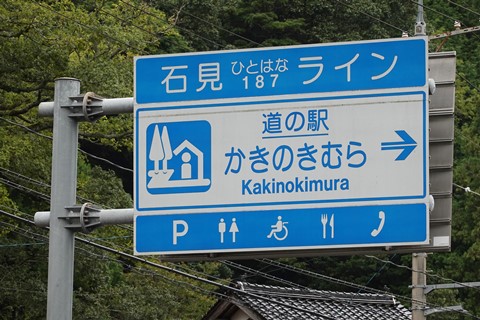 石見 ひとはな 187 ライン
道の駅
かきのきむら
Kakinokimura
P